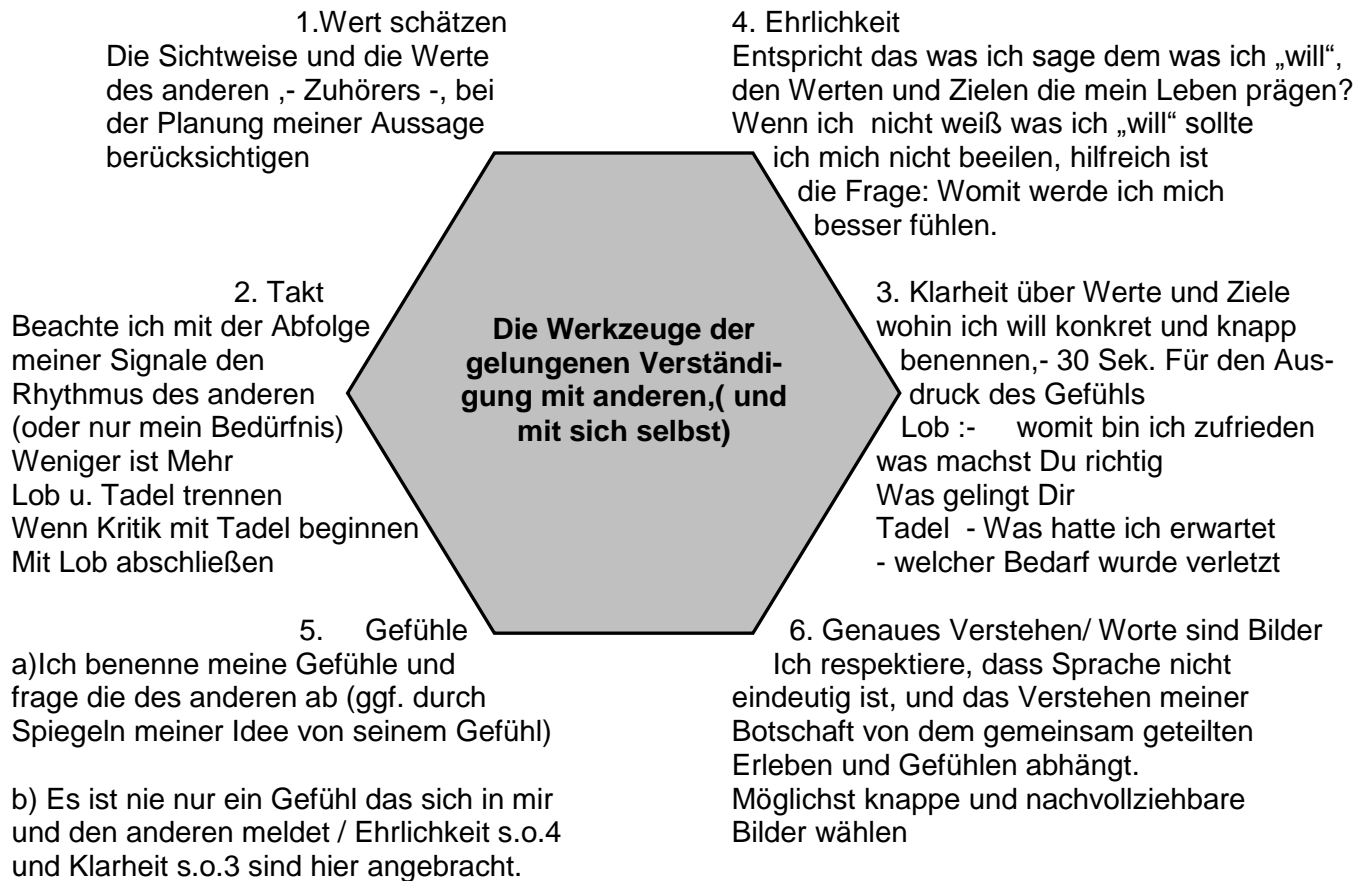 1.Wert schätzen
Die Sichtweise und die Werte
des anderen ,- Zuhörers -, bei
der Planung meiner Aussage
berücksichtigen
4. Ehrlichkeit
Entspricht das was ich sage dem was ich „will“,
den Werten und Zielen die mein Leben prägen?
Wenn ich nicht weiß was ich „will“ sollte
ich mich nicht beeilen, hilfreich ist
die Frage: Womit werde ich mich
besser fühlen.
2. Takt
Beachte ich mit der Abfolge
meiner Signale den
Rhythmus des anderen
(oder nur mein Bedürfnis)
Weniger ist Mehr
Lob u. Tadel trennen
Wenn Kritik mit Tadel beginnen
Mit Lob abschließen
Die Werkzeuge der
gelungenen Verständi-
gung mit anderen,( und
mit sich selbst)
3. Klarheit über Werte und Ziele
wohin ich will konkret und knapp
benennen,- 30 Sek. Für den Aus-
druck des Gefühls
Lob :- womit bin ich zufrieden
was machst Du richtig
Was gelingt Dir
Tadel - Was hatte ich erwartet
- welcher Bedarf wurde verletzt
5. Gefühle
a)Ich benenne meine Gefühle und
frage die des anderen ab (ggf. durch
Spiegeln meiner Idee von seinem Gefühl)
b) Es ist nie nur ein Gefühl das sich in mir
und den anderen meldet / Ehrlichkeit s.o.4
und Klarheit s.o.3 sind hier angebracht.
6. Genaues Verstehen/ Worte sind Bilder
Ich respektiere, dass Sprache nicht
eindeutig ist, und das Verstehen meiner
Botschaft von dem gemeinsam geteilten
Erleben und Gefühlen abhängt.
Möglichst knappe und nachvollziehbare
Bilder wählen